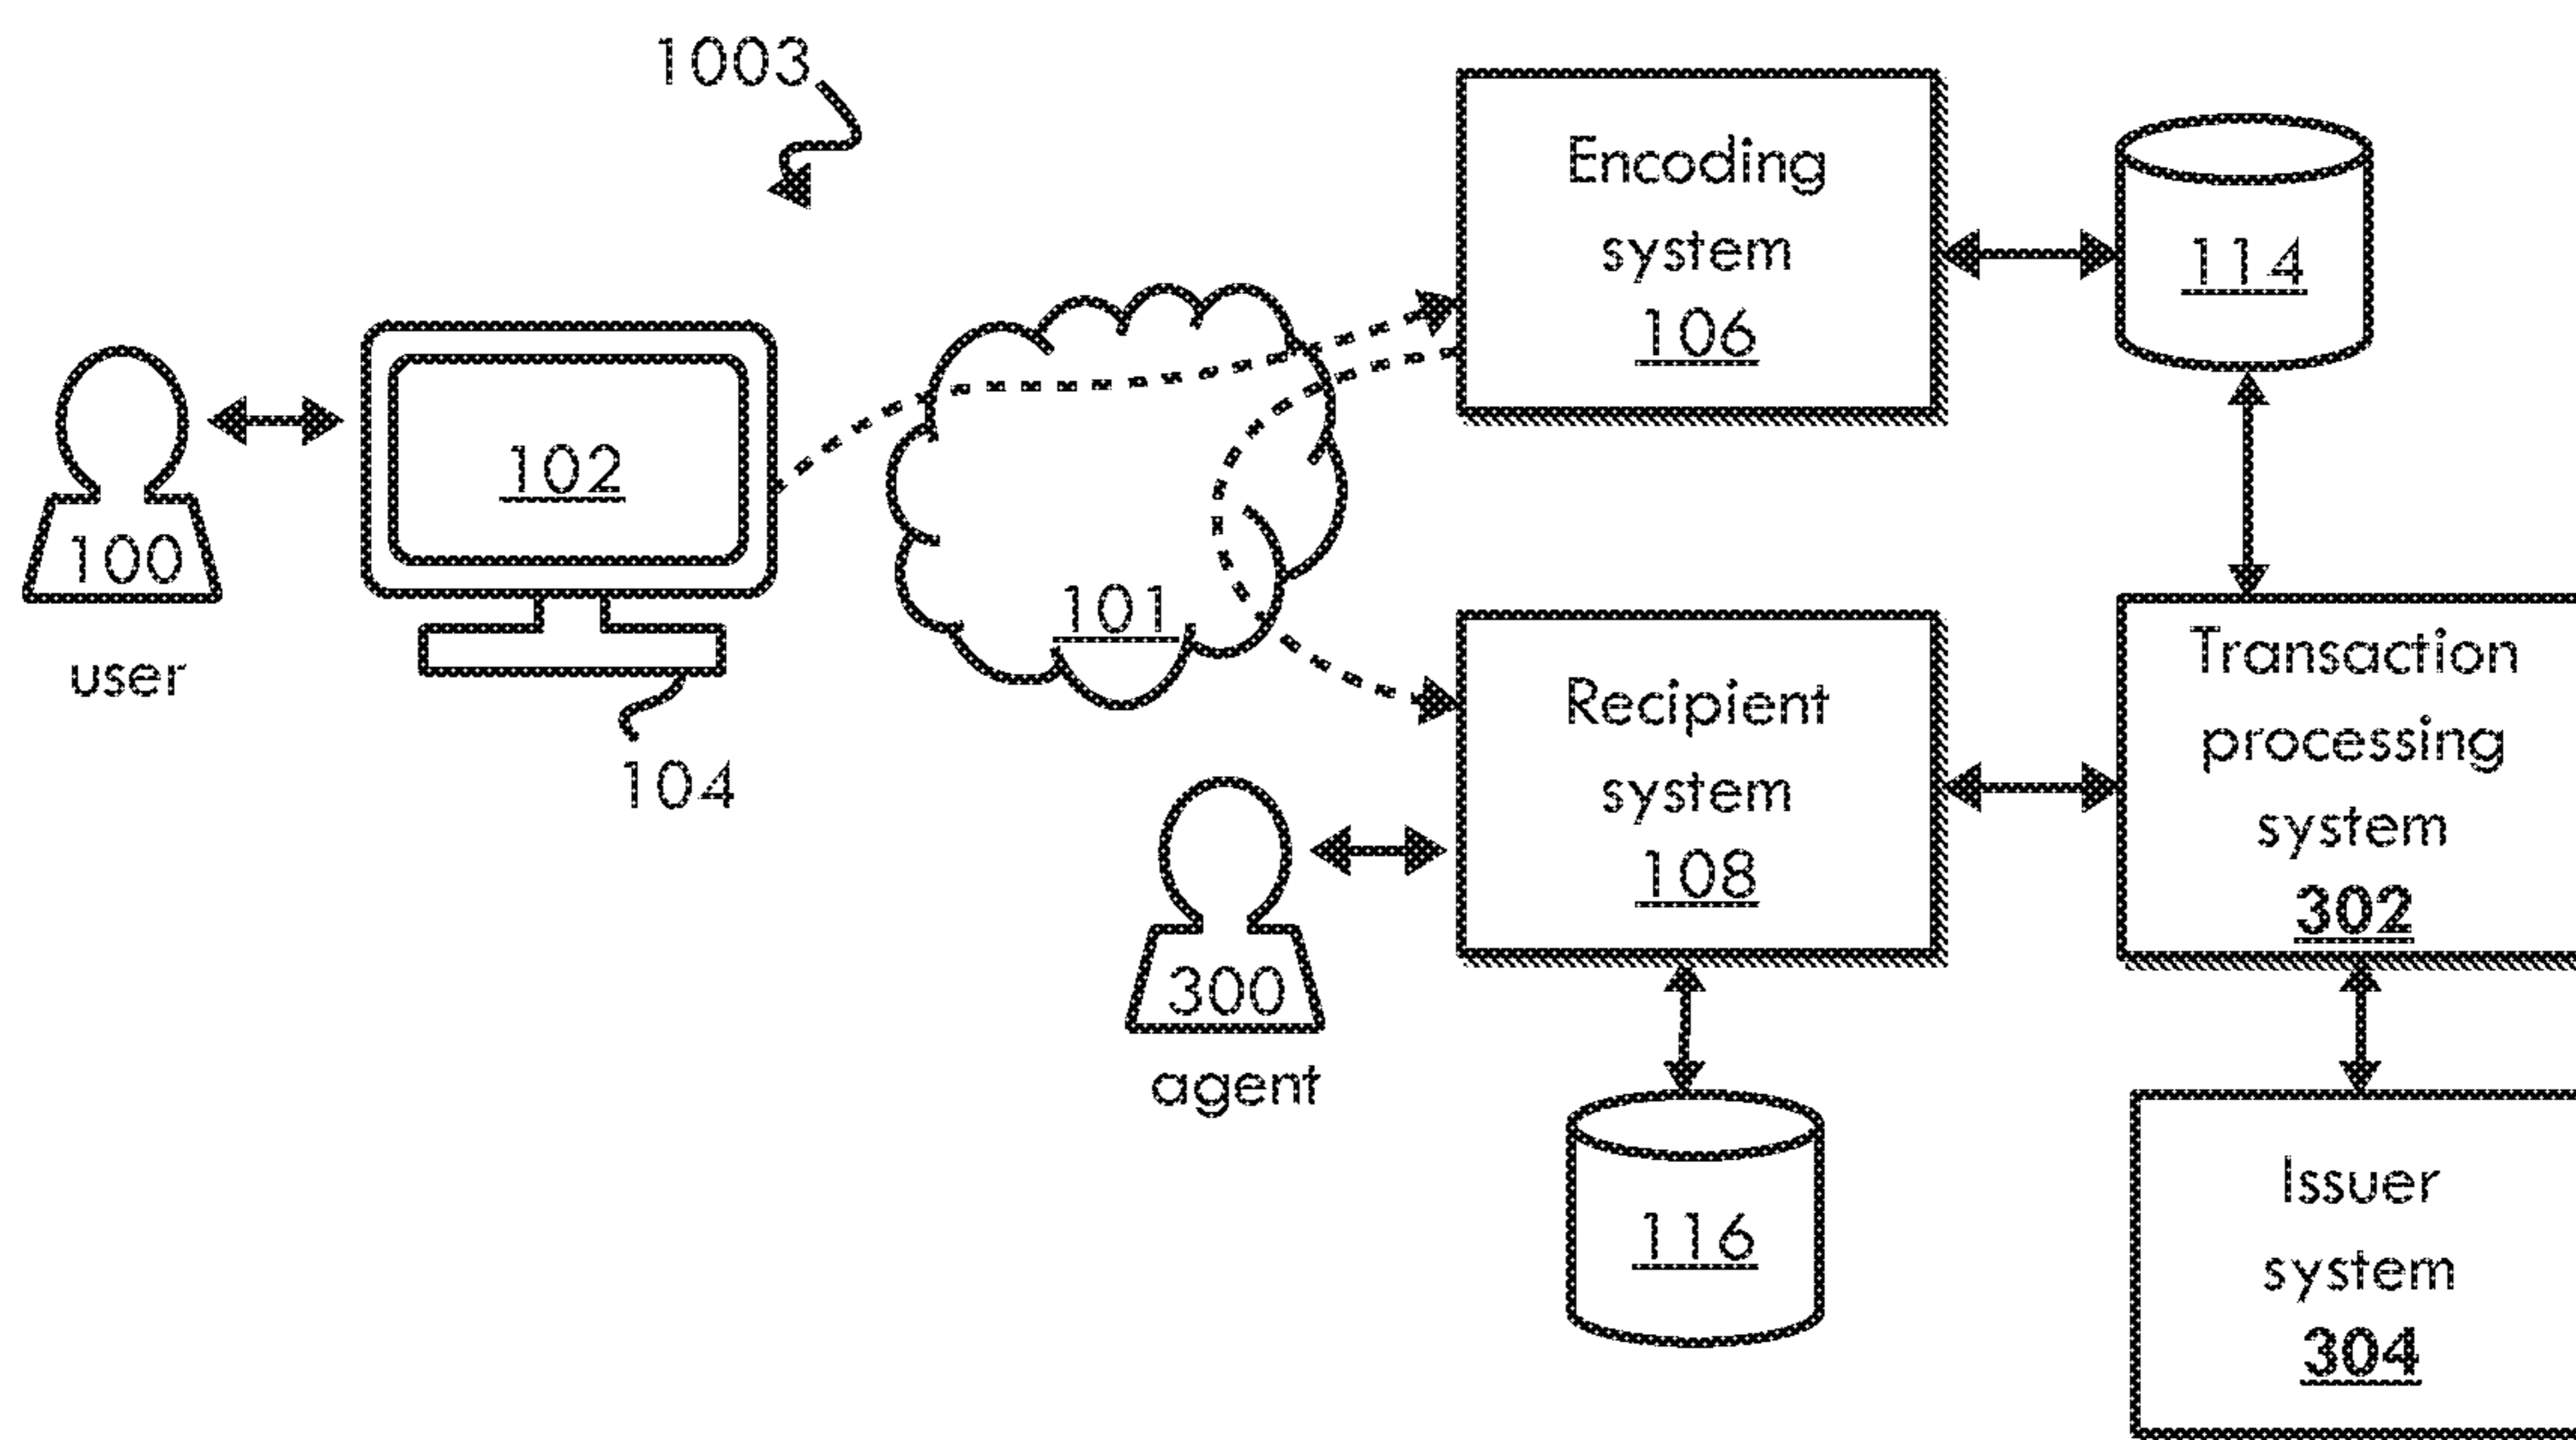 1003
Encoding
system
106
114
102
100
user
104
101
Recipient
system
108
Transaction
processing
system
302
300
agent
116
Issuer
system
304